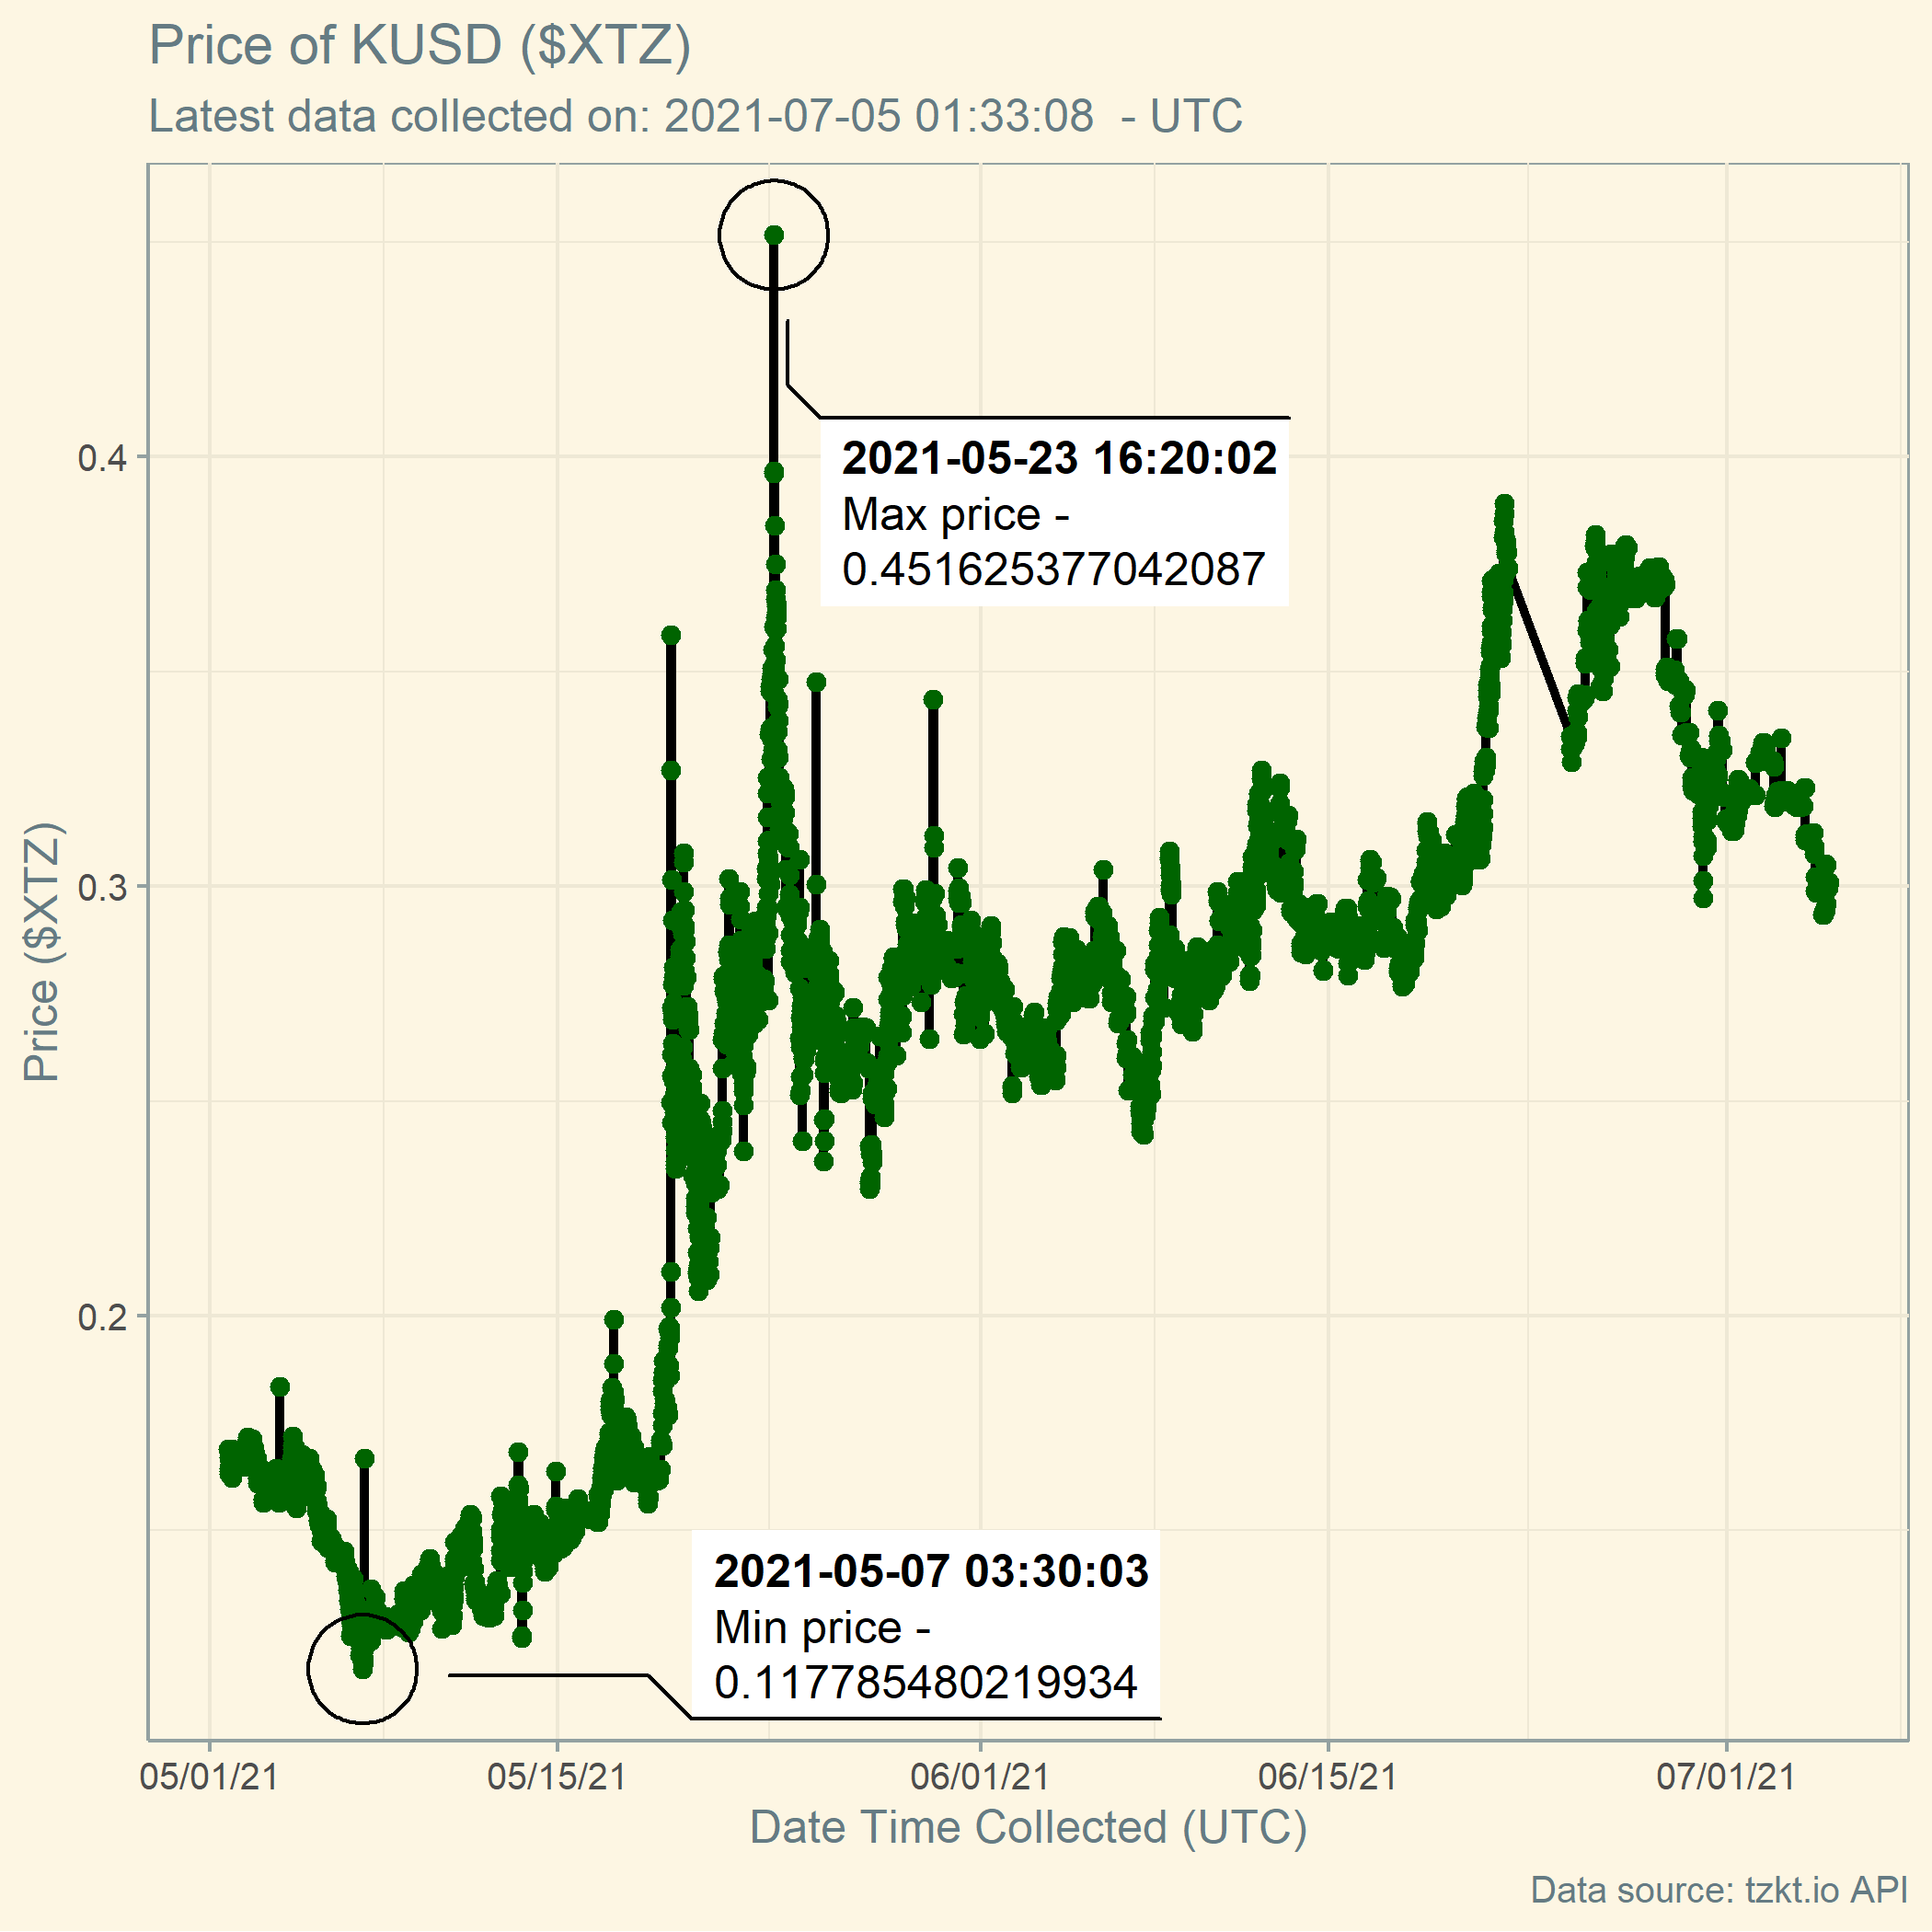 Price of KUSD ($XTZ)
Latest data collected on: 2021-07-05 01:33:08  - UTC
2021-05-23 16:20:02
Max price -
0.451625377042087
0.4
0.3
0.2
Price ($XTZ)
2021-05-07 03:30:03
Min price -
0.117785480219934
05/01/21
05/15/21
06/01/21
06/15/21
07/01/21
Date Time Collected (UTC)
Data source: tzkt.io API